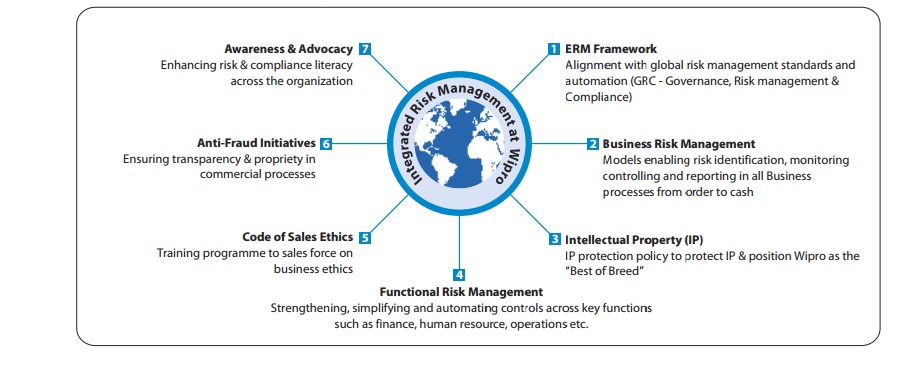 Integrated Risk Management at Wipro
1
ERM Framework
Alignment with global risk management standards and
automation (GRC - Governance, Risk management &
Compliance)
2
Business Risk Management
Models enabling risk identification, monitoring
controlling and reporting in all Business
processes from order to cash
3
Intellectual Property (IP)
IP protection policy to protect IP & position Wipro as the
“Best of Breed”
4
Functional Risk Management
Strengthening, simplifying and automating controls across key functions
such as finance, human resource, operations etc.
5
Code of Sales Ethics
Training programme to sales force on
business ethics
6
Anti-Fraud Initiatives
Ensuring transparency & propriety in
commercial processes
7
Awareness & Advocacy
Enhancing risk & compliance literacy
across the organization